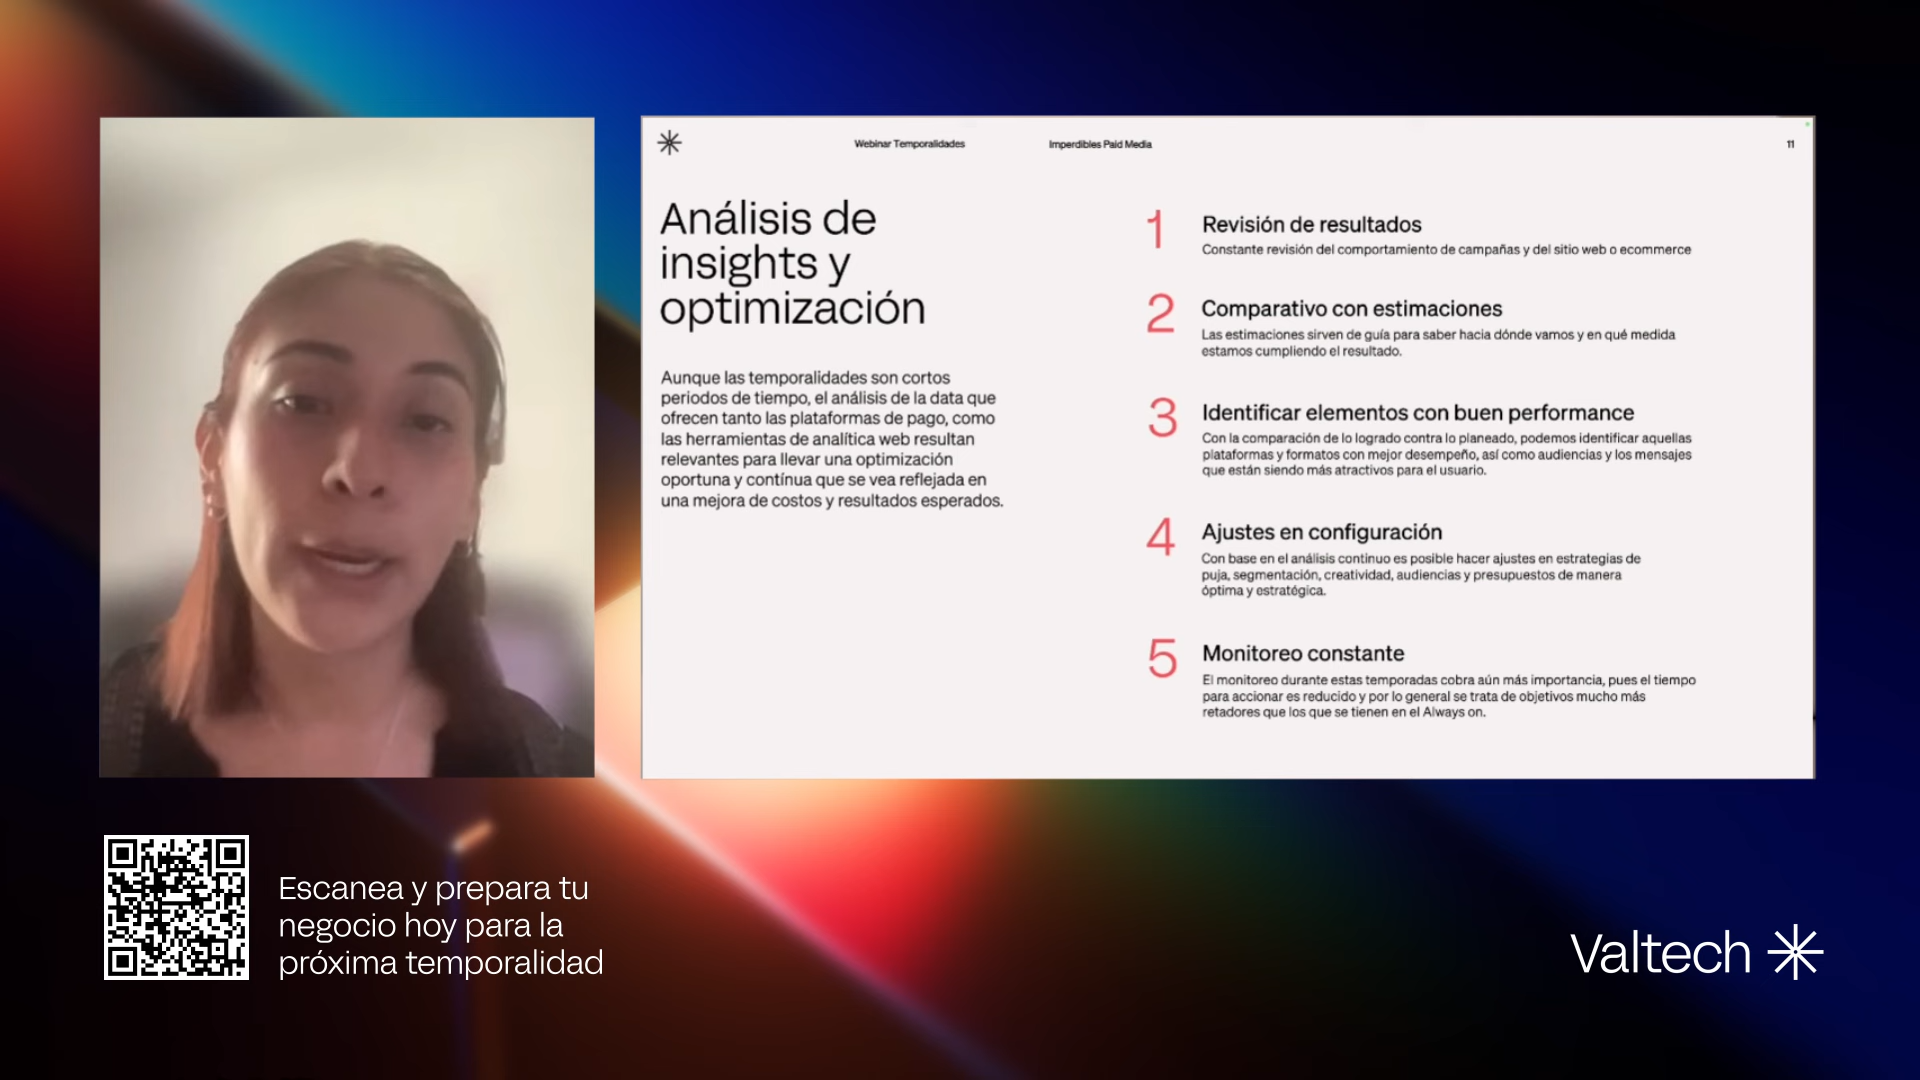 Webinar Temporalidades
Imperdibles Paid Media
11
Análisis de
insights y
optimización
Aunque las temporalidades son cortos
periodos de tiempo, el análisis de la data que
ofrecen tanto las plataformas de pago, como
las herramientas de analítica web resultan
relevantes para llevar una optimización
oportuna y contínua que se vea reflejada en
una mejora de costos y resultados esperados.
1
Revisión de resultados
Constante revisión del comportamiento de campañas y del sitio web o ecommerce
2
Comparativo con estimaciones
Las estimaciones sirven de guía para saber hacia dónde vamos y en qué medida
estamos cumpliendo el resultado.
3
Identificar elementos con buen performance
Con la comparación de lo logrado contra lo planeado, podemos identificar aquellas
plataformas y formatos con mejor desempeño, así como audiencias y los mensajes
que están siendo más atractivos para el usuario.
4
Ajustes en configuración
Con base en el análisis continuo es posible hacer ajustes en estrategias de
puja, segmentación, creatividad, audiencias y presupuestos de manera
óptima y estratégica.
5
Monitoreo constante
El monitoreo durante estas temporadas cobra aún más importancia, pues el tiempo
para accionar es reducido y por lo general se trata de objetivos mucho más
retadores que los que se tienen en el Always on.
Escanea y prepara tu
negocio hoy para la
próxima temporalidad
Valtech